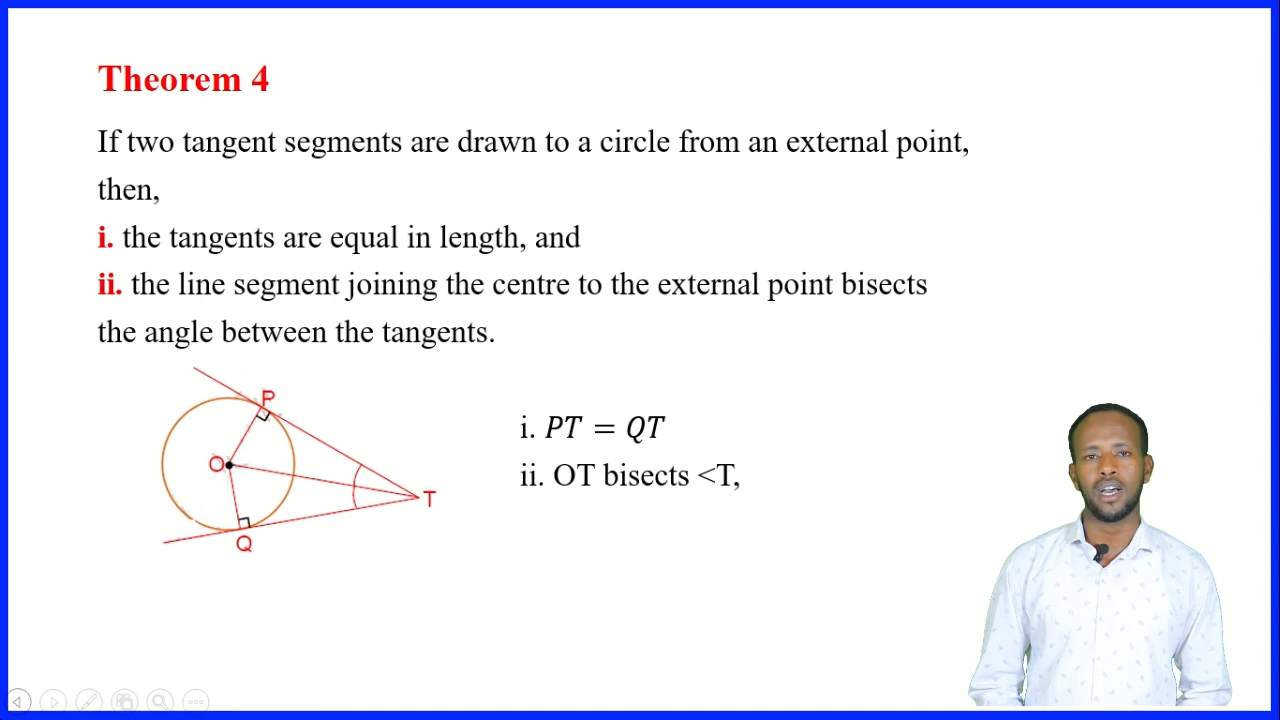 Theorem 4
If two tangent segments are drawn to a circle from an external point,
then,
i. the tangents are equal in length, and
ii. the line segment joining the centre to the external point bisects
the angle between the tangents.
P
O
T
Q
i. PT = QT
ii. OT bisects <T,